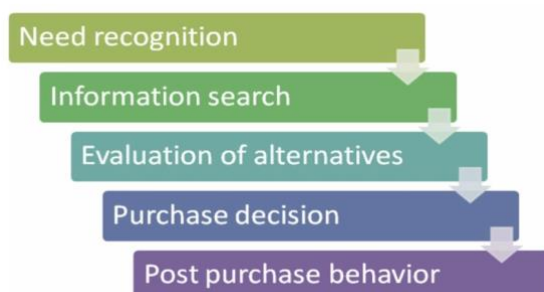 Need recognition
Information search
Evaluation of alternatives
Purchase decision
Post purchase behavior